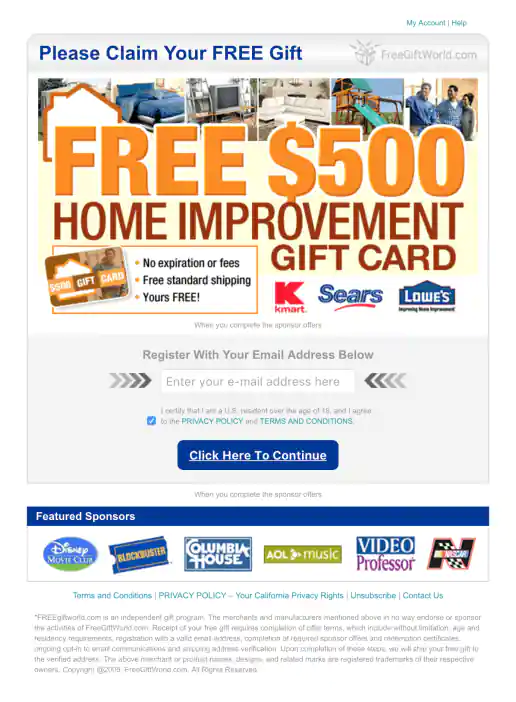 My Account | Help
Please Claim Your FREE Gift
FreeGiftWorld.com
FREE $500
HOME IMPROVEMENT
GIFT CARD
$500 GIFT CARD
• No expiration or fees
• Free standard shipping
• Yours FREE!
kmart.
Sears
LOWE'S
Improving Home Improvement
When you complete the sponsor offers
Register With Your Email Address Below
Enter your e-mail address here
I certify that I am a U.S. resident over the age of 18, and I agree
to the PRIVACY POLICY and TERMS AND CONDITIONS.
Click Here To Continue
When you complete the sponsor offers
Featured Sponsors
Disney MOVIE CLUB
BLOCKBUSTER
COLUMBIA HOUSE
AOL music
VIDEO Professor
NASCAR
Terms and Conditions | PRIVACY POLICY – Your California Privacy Rights | Unsubscribe | Contact Us
*FREEgiftworld.com is an independent gift program. The merchants and manufacturers mentioned above in no way endorse or sponsor
the activities of FreeGiftWorld.com. Receipt of your free gift requires completion of offer terms, which include without limitation, age and
residency requirements, registration with a valid email address, completion of required sponsor offers and redemption certificates,
ongoing opt-in to email communications and shipping address verification. Upon completion of these steps, we will ship your free gift to
the verified address. The above merchant or product names, designs, and related marks are registered trademarks of their respective
owners. Copyright @2009. FreeGiftWorld.com. All Rights Reserved.